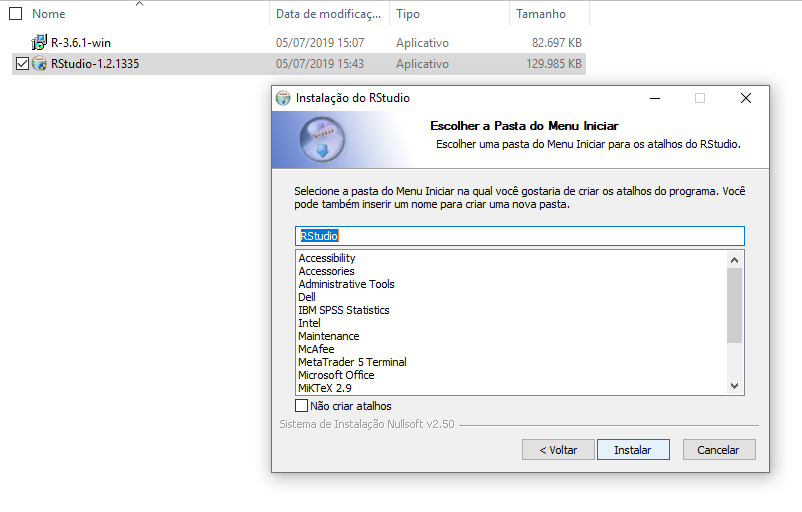 Nome Data de modificaç... Tipo Tamanho
R-3.6.1-win 05/07/2019 15:07 Aplicativo 82.697 KB
RStudio-1.2.1335 05/07/2019 15:43 Aplicativo 129.985 KB
Instalação do RStudio
Escolher a Pasta do Menu Iniciar
Escolher uma pasta do Menu Iniciar para os atalhos do RStudio.
Selecione a pasta do Menu Iniciar na qual você gostaria de criar os atalhos do programa. Você
pode também inserir um nome para criar uma nova pasta.
RStudio
Accessibility
Accessories
Administrative Tools
Dell
IBM SPSS Statistics
Intel
Maintenance
McAfee
MetaTrader 5 Terminal
Microsoft Office
MiKTeX 2.9
Não criar atalhos
Sistema de Instalação Nullsoft v2.50
< Voltar Instalar Cancelar